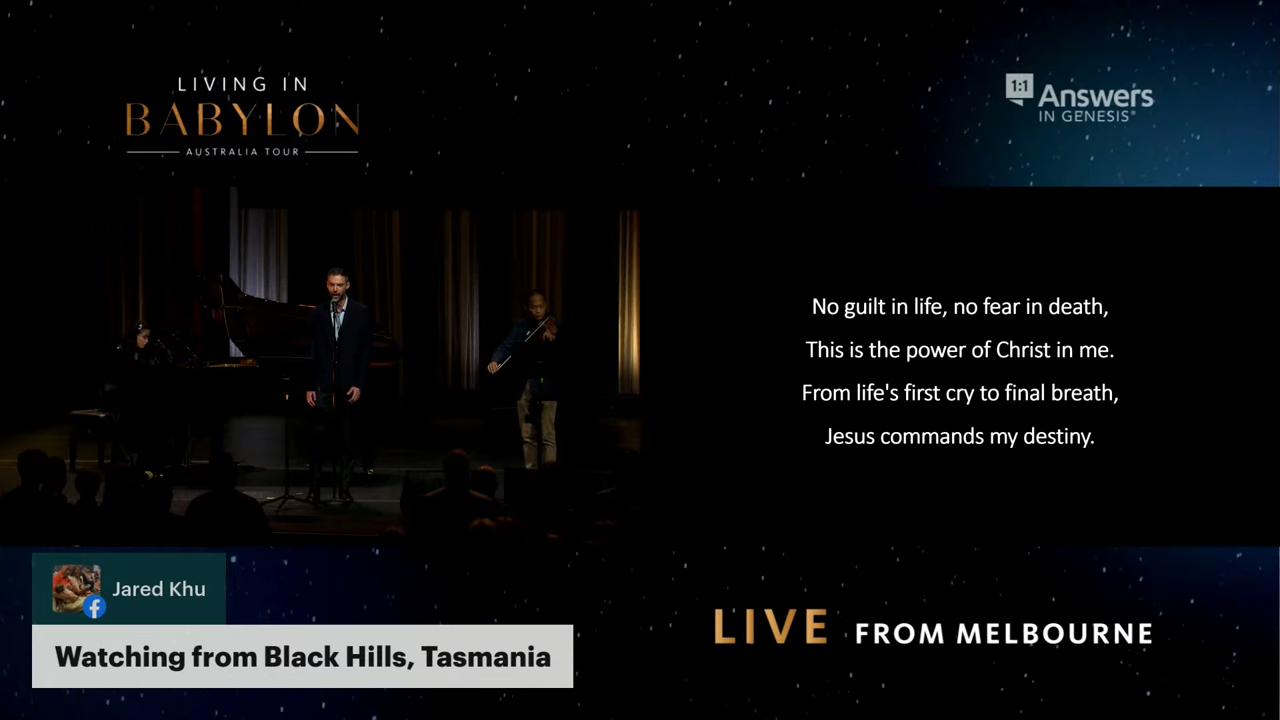 LIVING IN
BABYLON
AUSTRALIA TOUR
1:1
Answers
IN GENESIS®
No guilt in life, no fear in death,
This is the power of Christ in me.
From life's first cry to final breath,
Jesus commands my destiny.
Jared Khu
Watching from Black Hills, Tasmania
LIVE FROM MELBOURNE